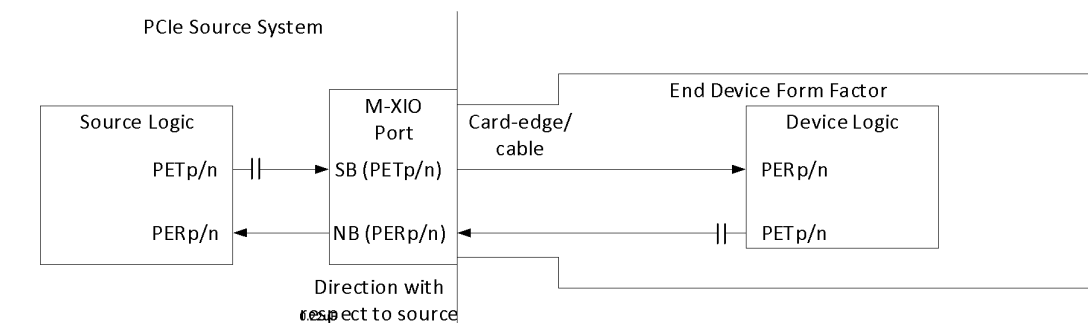 PCIe Source System
End Device Form Factor
Source Logic
M-XIO
Port
Card-edge/
cable
Device Logic
PETp/n
SB (PETp/n)
PERp/n
PERp/n
NB (PERp/n)
PETp/n
Direction with
respect to source